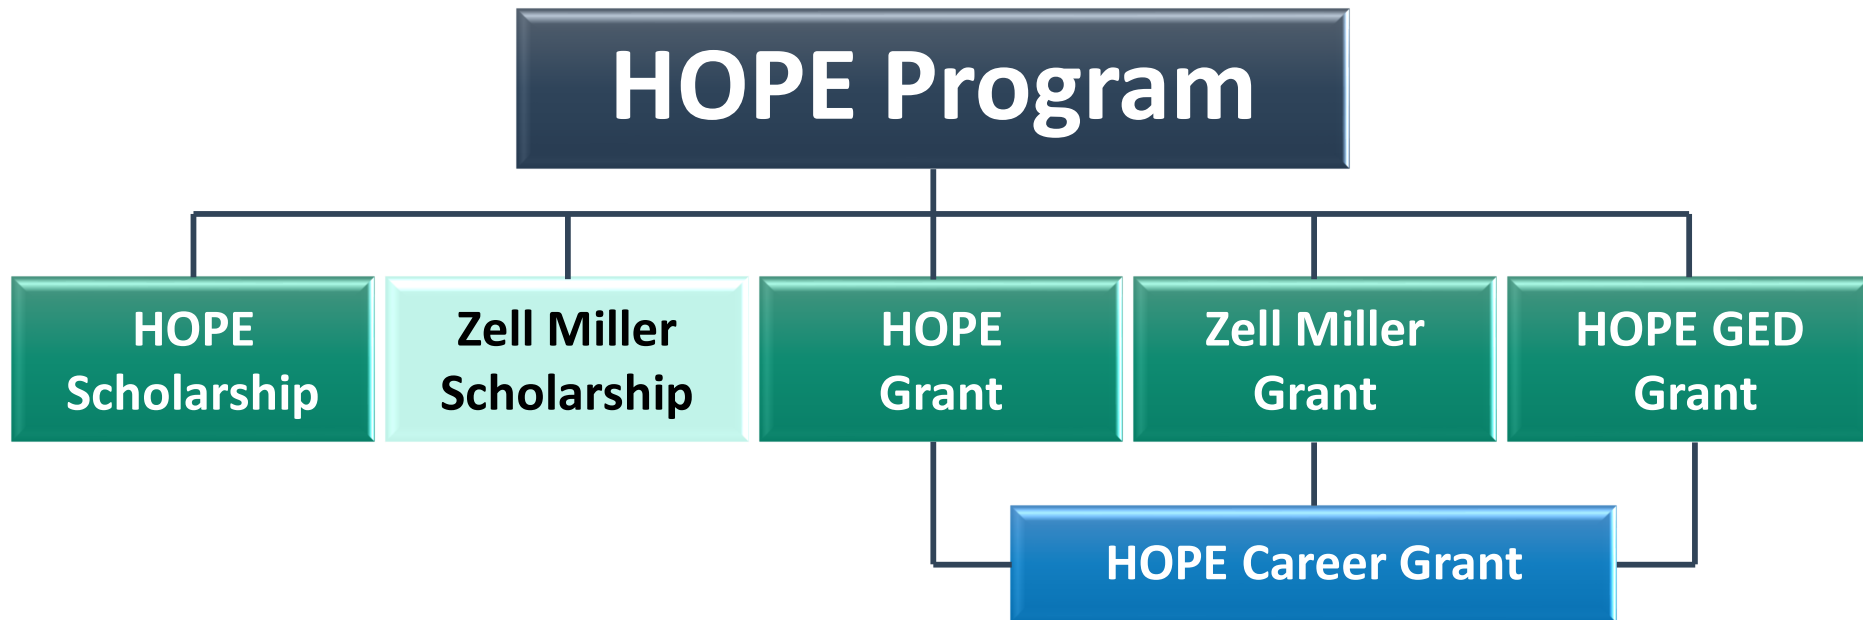 HOPE Program
HOPE
Scholarship
Zell Miller
Scholarship
HOPE
Grant
Zell Miller
Grant
HOPE GED
Grant
HOPE Career Grant